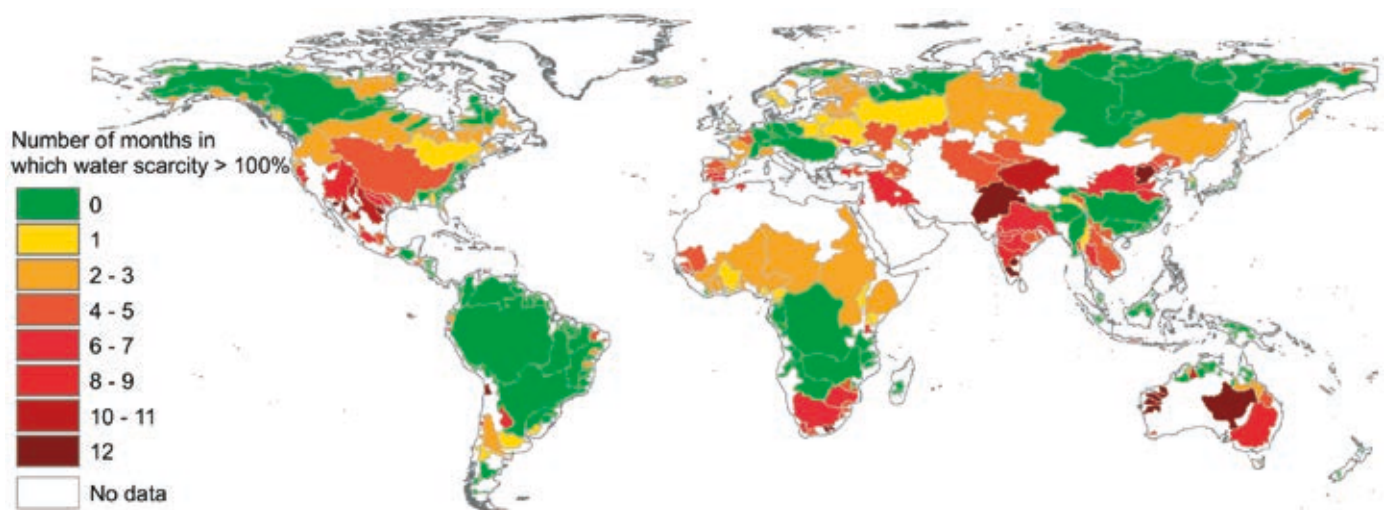 Number of months in
which water scarcity > 100%
0
1
2 - 3
4 - 5
6 - 7
8 - 9
10 - 11
12
No data